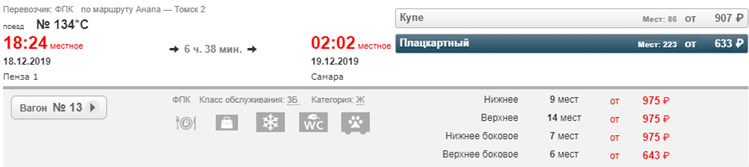 Перевозчик: ФПК по маршруту Анапа — Томск 2
поезд № 134*С
18:24 местное
6 ч. 38 мин.
02:02 местное
18.12.2019
19.12.2019
Пенза 1
Самара
Купе Мест: 86 от 907 ₽
Плацкартный Мест: 223 от 633 ₽
Вагон № 13
ФПК Класс обслуживания: 3Б Категория: Ж
WC
Нижнее 9 мест от 975 ₽
Верхнее 14 мест от 975 ₽
Нижнее боковое 7 мест от 975 ₽
Верхнее боковое 6 мест от 643 ₽